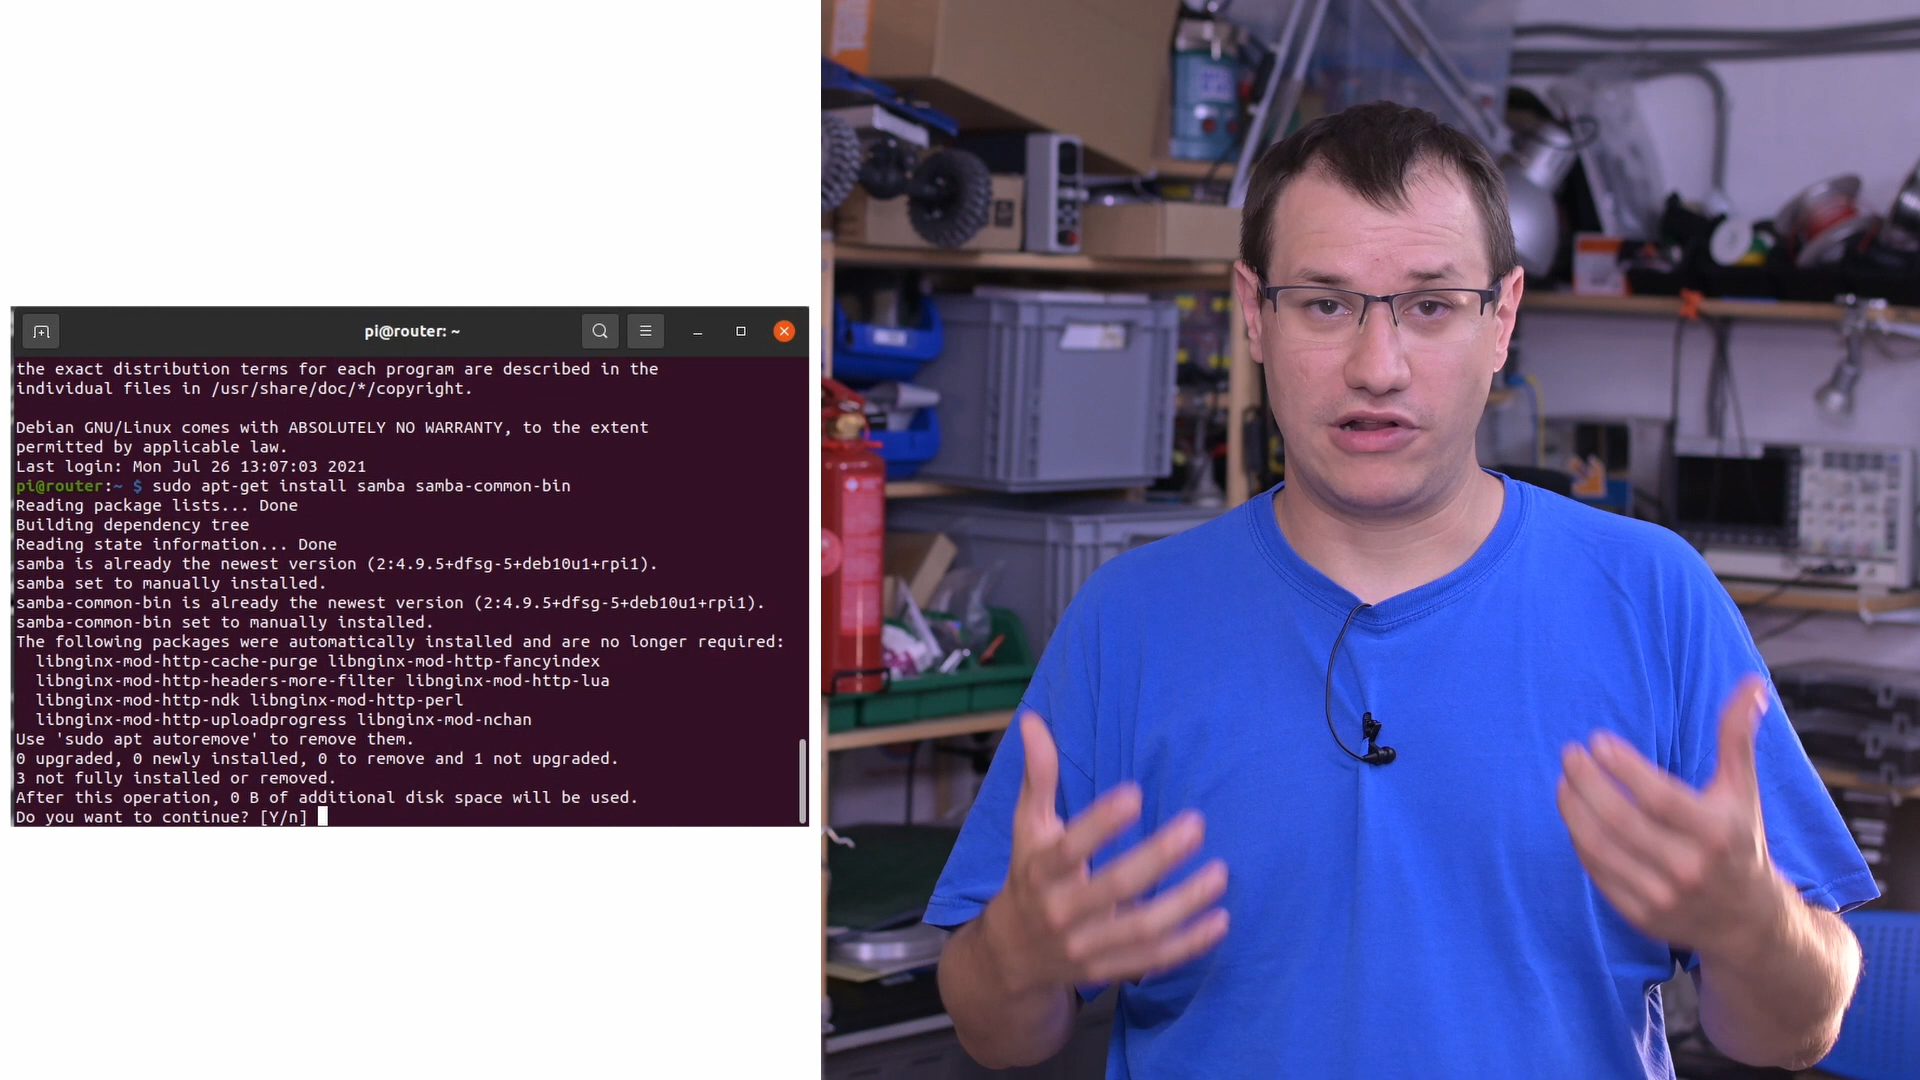 pi@router: ~
the exact distribution terms for each program are described in the
individual files in /usr/share/doc/*/copyright.
Debian GNU/Linux comes with ABSOLUTELY NO WARRANTY, to the extent
permitted by applicable law.
Last login: Mon Jul 26 13:07:03 2021
pi@router:~ $ sudo apt-get install samba samba-common-bin
Reading package lists... Done
Building dependency tree
Reading state information... Done
samba is already the newest version (2:4.9.5+dfsg-5+deb10u1+rpi1).
samba set to manually installed.
samba-common-bin is already the newest version (2:4.9.5+dfsg-5+deb10u1+rpi1).
samba-common-bin set to manually installed.
The following packages were automatically installed and are no longer required:
  libnginx-mod-http-cache-purge libnginx-mod-http-fancyindex
  libnginx-mod-http-headers-more-filter libnginx-mod-http-lua
  libnginx-mod-http-ndk libnginx-mod-http-perl
  libnginx-mod-http-uploadprogress libnginx-mod-nchan
Use 'sudo apt autoremove' to remove them.
0 upgraded, 0 newly installed, 0 to remove and 1 not upgraded.
3 not fully installed or removed.
After this operation, 0 B of additional disk space will be used.
Do you want to continue? [Y/n]